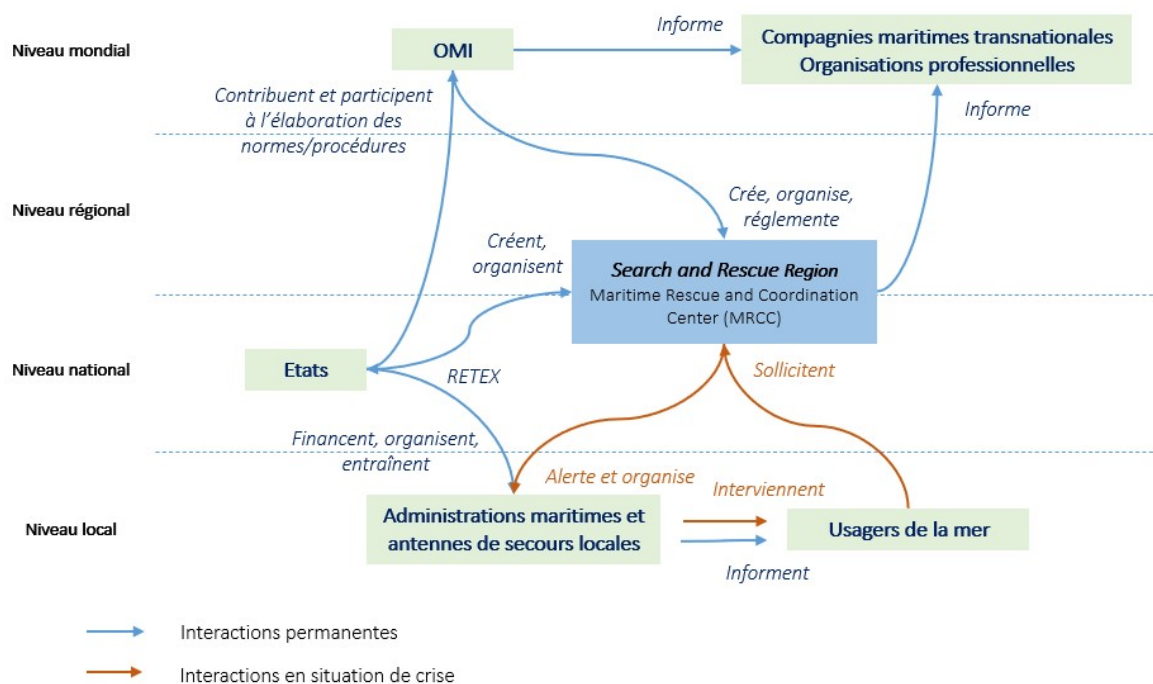 Niveau mondial
OMI
Informe
Compagnies maritimes transnationales
Organisations professionnelles
Contribuent et participent
à l'élaboration des
normes/procédures
Informe
Niveau régional
Crée, organise,
réglemente
Créent,
organisent
Search and Rescue Region
Maritime Rescue and Coordination
Center (MRCC)
Niveau national
Etats
RETEX
Sollicitent
Financent, organisent,
entraînent
Alerte et organise
Interviennent
Niveau local
Administrations maritimes et
antennes de secours locales
Usagers de la mer
Informent
Interactions permanentes
Interactions en situation de crise